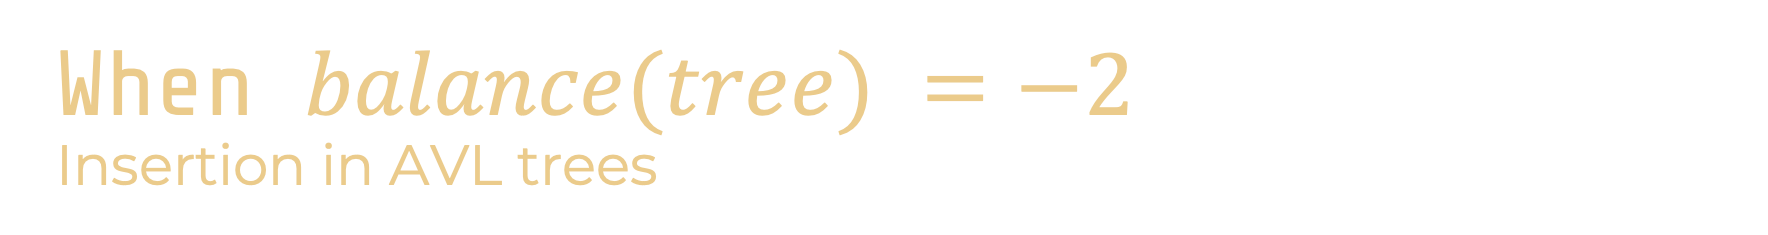 When balance(tree) = −2
Insertion in AVL trees